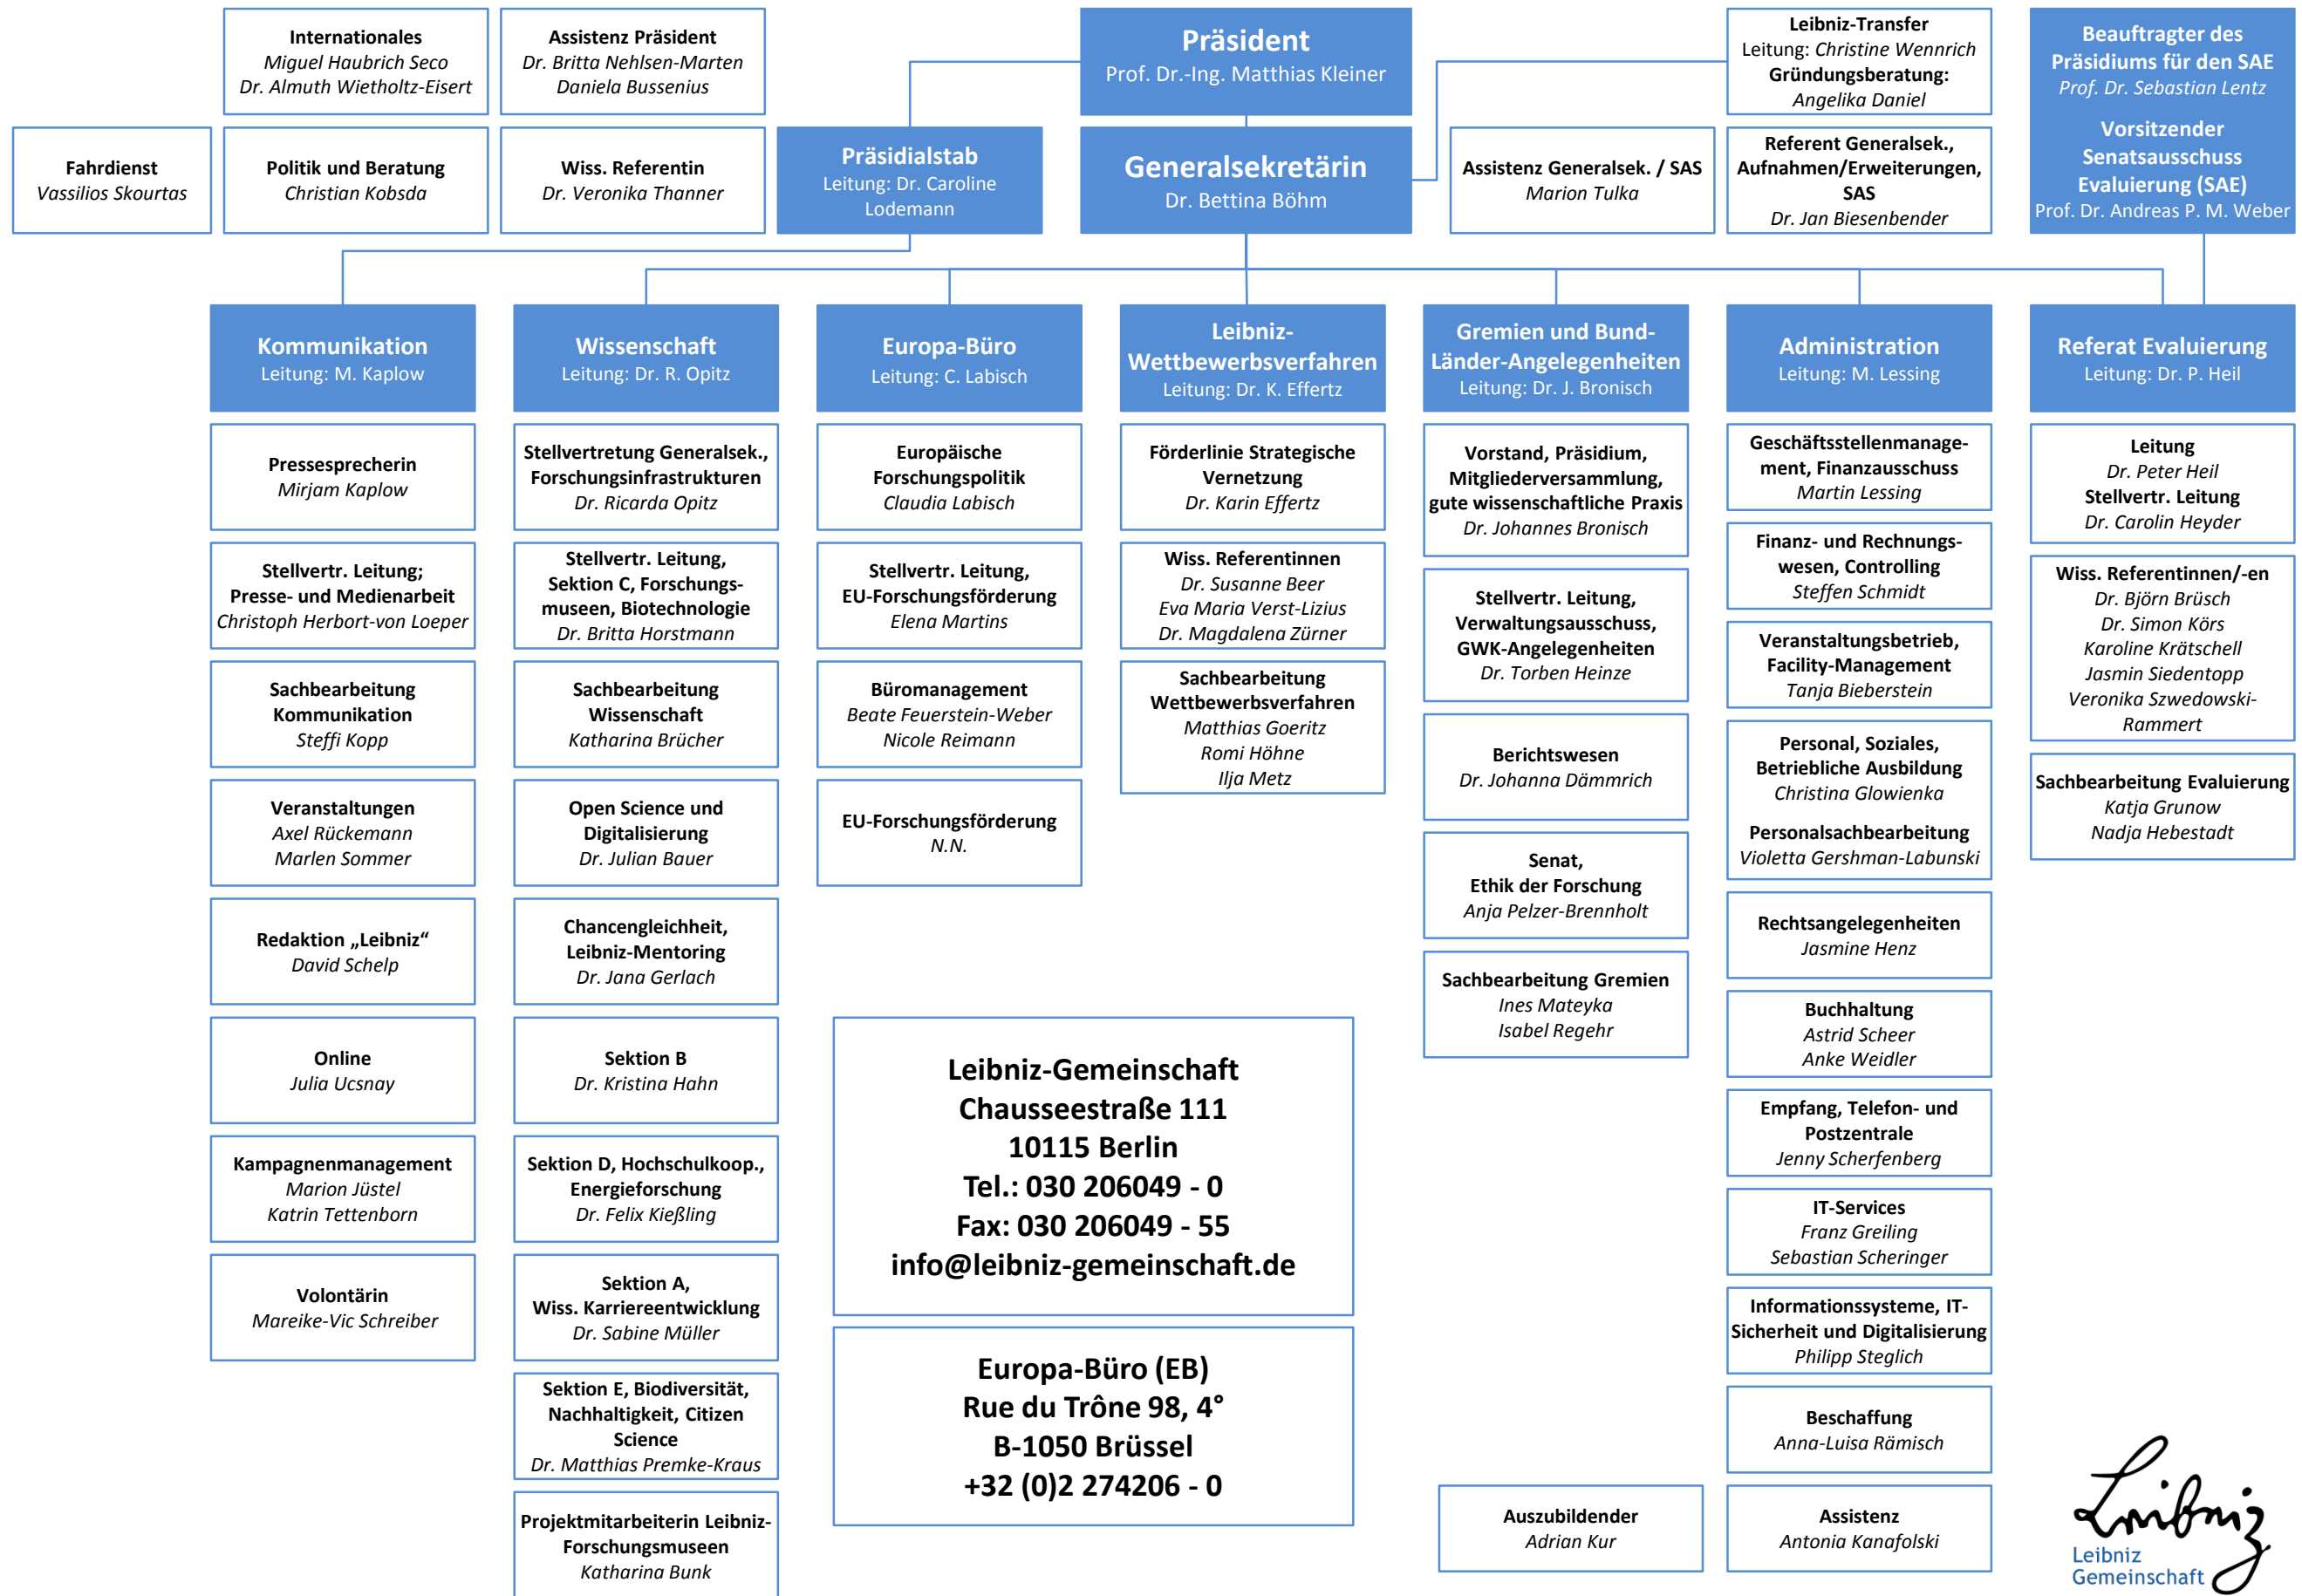 Internationales
Miguel Haubrich Seco
Dr. Almuth Wietholtz-Eisert
Assistenz Präsident
Dr. Britta Nehlsen-Marten
Daniela Bussenius
Präsident
Prof. Dr.-Ing. Matthias Kleiner
Leibniz-Transfer
Leitung: Christine Wennrich
Gründungsberatung:
Angelika Daniel
Beauftragter des
Präsidiums für den SAE
Prof. Dr. Sebastian Lentz
Vorsitzender
Senatsausschuss
Evaluierung (SAE)
Prof. Dr. Andreas P. M. Weber
Fahrdienst
Vassilios Skourtas
Politik und Beratung
Christian Kobsda
Wiss. Referentin
Dr. Veronika Thanner
Präsidialstab
Leitung: Dr. Caroline
Lodemann
Generalsekretärin
Dr. Bettina Böhm
Assistenz Generalsek. / SAS
Marion Tulka
Referent Generalsek.,
Aufnahmen/Erweiterungen,
SAS
Dr. Jan Biesenbender
Kommunikation
Leitung: M. Kaplow
Pressesprecherin
Mirjam Kaplow
Stellvertr. Leitung;
Presse- und Medienarbeit
Christoph Herbort-von Loeper
Sachbearbeitung
Kommunikation
Steffi Kopp
Veranstaltungen
Axel Rückemann
Marlen Sommer
Redaktion „Leibniz“
David Schelp
Online
Julia Ucsnay
Kampagnenmanagement
Marion Jüstel
Katrin Tettenborn
Volontärin
Mareike-Vic Schreiber
Wissenschaft
Leitung: Dr. R. Opitz
Stellvertretung Generalsek.,
Forschungsinfrastrukturen
Dr. Ricarda Opitz
Stellvertr. Leitung,
Sektion C, Forschungs-
museen, Biotechnologie
Dr. Britta Horstmann
Sachbearbeitung
Wissenschaft
Katharina Brücher
Open Science und
Digitalisierung
Dr. Julian Bauer
Chancengleichheit,
Leibniz-Mentoring
Dr. Jana Gerlach
Sektion B
Dr. Kristina Hahn
Sektion D, Hochschulkoop.,
Energieforschung
Dr. Felix Kießling
Sektion A,
Wiss. Karriereentwicklung
Dr. Sabine Müller
Sektion E, Biodiversität,
Nachhaltigkeit, Citizen
Science
Dr. Matthias Premke-Kraus
Projektmitarbeiterin Leibniz-
Forschungsmuseen
Katharina Bunk
Europa-Büro
Leitung: C. Labisch
Europäische
Forschungspolitik
Claudia Labisch
Stellvertr. Leitung,
EU-Forschungsförderung
Elena Martins
Büromanagement
Beate Feuerstein-Weber
Nicole Reimann
EU-Forschungsförderung
N.N.
Leibniz-
Wettbewerbsverfahren
Leitung: Dr. K. Effertz
Förderlinie Strategische
Vernetzung
Dr. Karin Effertz
Wiss. Referentinnen
Dr. Susanne Beer
Eva Maria Verst-Lizius
Dr. Magdalena Zürner
Sachbearbeitung
Wettbewerbsverfahren
Matthias Goeritz
Romi Höhne
Ilja Metz
Gremien und Bund-
Länder-Angelegenheiten
Leitung: Dr. J. Bronisch
Vorstand, Präsidium,
Mitgliederversammlung,
gute wissenschaftliche Praxis
Dr. Johannes Bronisch
Stellvertr. Leitung,
Verwaltungsausschuss,
GWK-Angelegenheiten
Dr. Torben Heinze
Berichtswesen
Dr. Johanna Dämmrich
Senat,
Ethik der Forschung
Anja Pelzer-Brennholt
Sachbearbeitung Gremien
Ines Mateyka
Isabel Regehr
Administration
Leitung: M. Lessing
Geschäftsstellenmanage-
ment, Finanzausschuss
Martin Lessing
Finanz- und Rechnungs-
wesen, Controlling
Steffen Schmidt
Veranstaltungsbetrieb,
Facility-Management
Tanja Bieberstein
Personal, Soziales,
Betriebliche Ausbildung
Christina Glowienka
Personalsachbearbeitung
Violetta Gershman-Labunski
Rechtsangelegenheiten
Jasmine Henz
Buchhaltung
Astrid Scheer
Anke Weidler
Empfang, Telefon- und
Postzentrale
Jenny Scherfenberg
IT-Services
Franz Greiling
Sebastian Scheringer
Informationssysteme, IT-
Sicherheit und Digitalisierung
Philipp Steglich
Beschaffung
Anna-Luisa Rämisch
Auszubildender
Adrian Kur
Assistenz
Antonia Kanafolski
Referat Evaluierung
Leitung: Dr. P. Heil
Leitung
Dr. Peter Heil
Stellvertr. Leitung
Dr. Carolin Heyder
Wiss. Referentinnen/-en
Dr. Björn Brüsch
Dr. Simon Körs
Karoline Krätschell
Jasmin Siedentopp
Veronika Szwedowski-
Rammert
Sachbearbeitung Evaluierung
Katja Grunow
Nadja Hebestadt
Leibniz-Gemeinschaft
Chausseestraße 111
10115 Berlin
Tel.: 030 206049 - 0
Fax: 030 206049 - 55
info@leibniz-gemeinschaft.de
Europa-Büro (EB)
Rue du Trône 98, 4°
B-1050 Brüssel
+32 (0)2 274206 - 0
Leibniz
Leibniz
Gemeinschaft